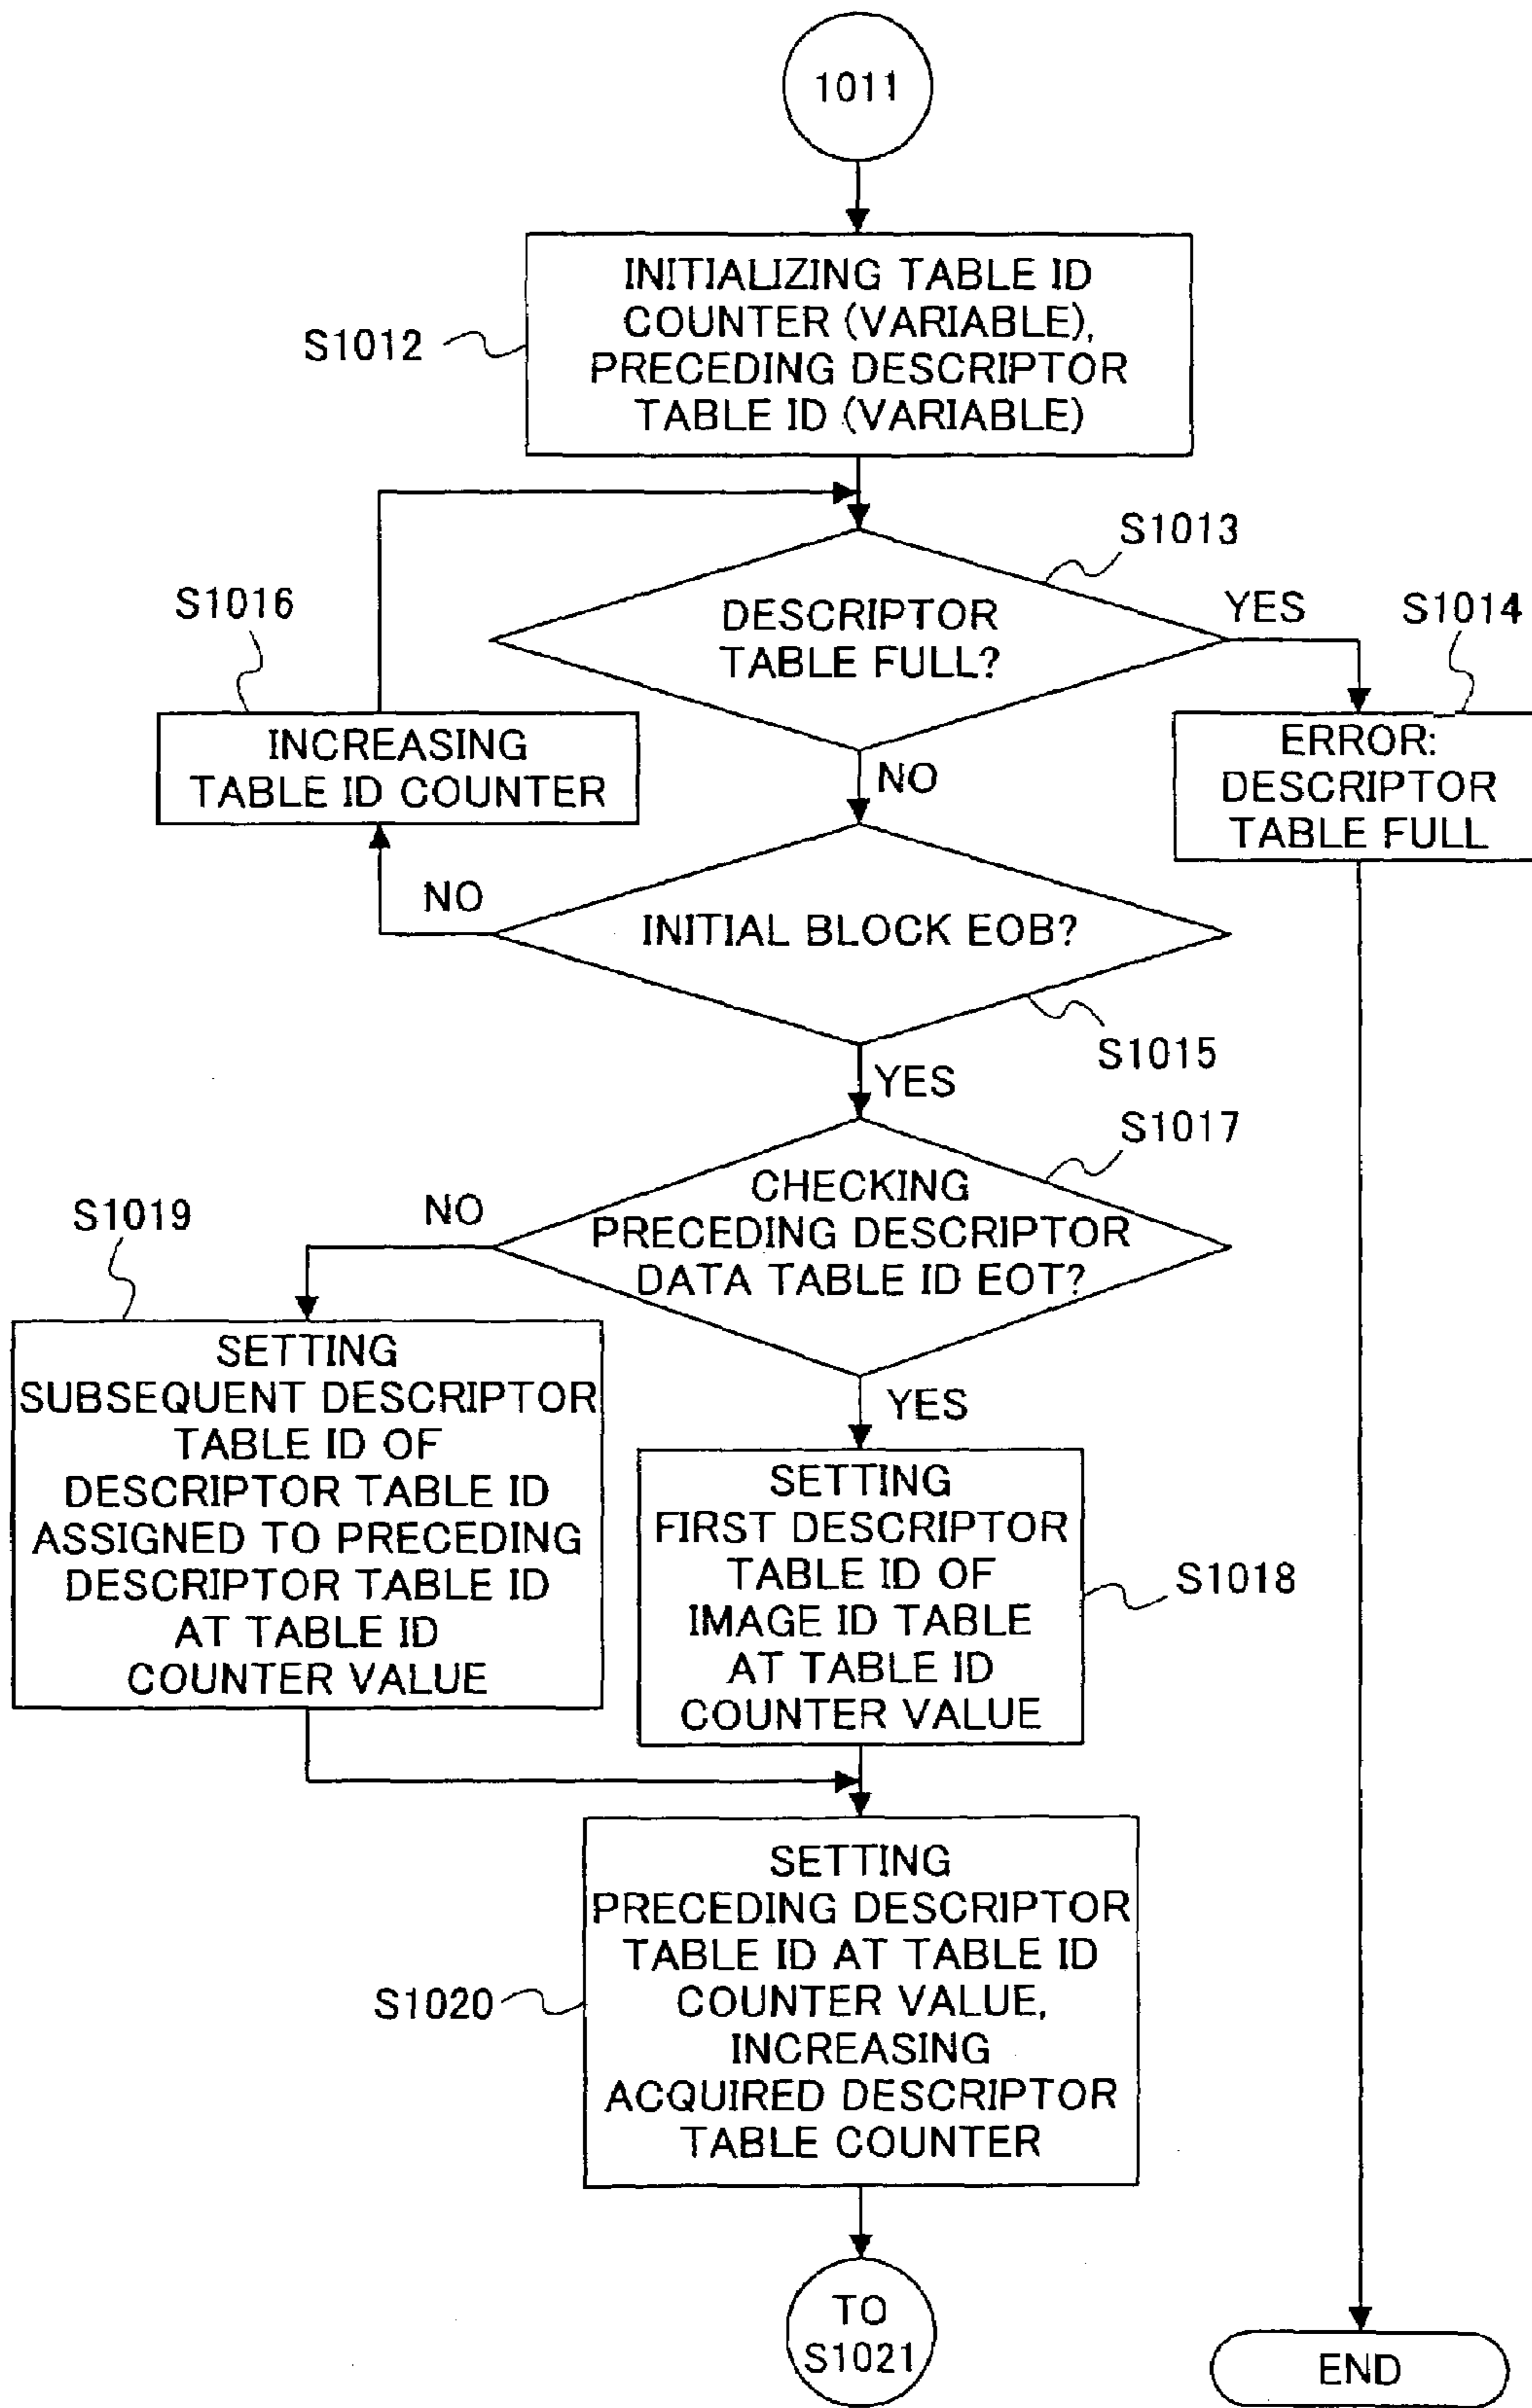 1011
INITIALIZING TABLE ID
COUNTER (VARIABLE),
PRECEDING DESCRIPTOR
TABLE ID (VARIABLE)
S1012
S1013
DESCRIPTOR
TABLE FULL?
YES
S1014
ERROR:
DESCRIPTOR
TABLE FULL
S1016
INCREASING
TABLE ID COUNTER
NO
NO
INITIAL BLOCK EOB?
S1015
YES
S1017
CHECKING
PRECEDING DESCRIPTOR
DATA TABLE ID EOT?
NO
S1019
SETTING
SUBSEQUENT DESCRIPTOR
TABLE ID OF
DESCRIPTOR TABLE ID
ASSIGNED TO PRECEDING
DESCRIPTOR TABLE ID
AT TABLE ID
COUNTER VALUE
YES
SETTING
FIRST DESCRIPTOR
TABLE ID OF
IMAGE ID TABLE
AT TABLE ID
COUNTER VALUE
S1018
SETTING
PRECEDING DESCRIPTOR
TABLE ID AT TABLE ID
COUNTER VALUE,
INCREASING
ACQUIRED DESCRIPTOR
TABLE COUNTER
S1020
TO
S1021
END